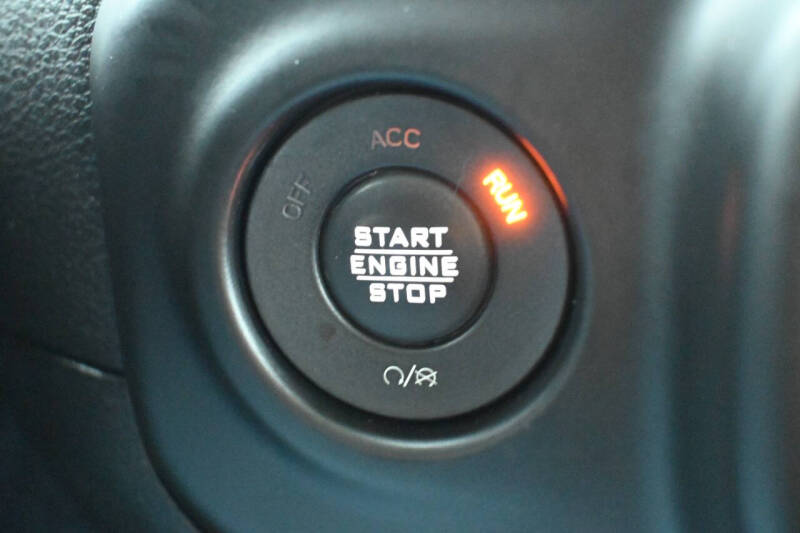 ACC
OFF
RUN
START
ENGINE
STOP